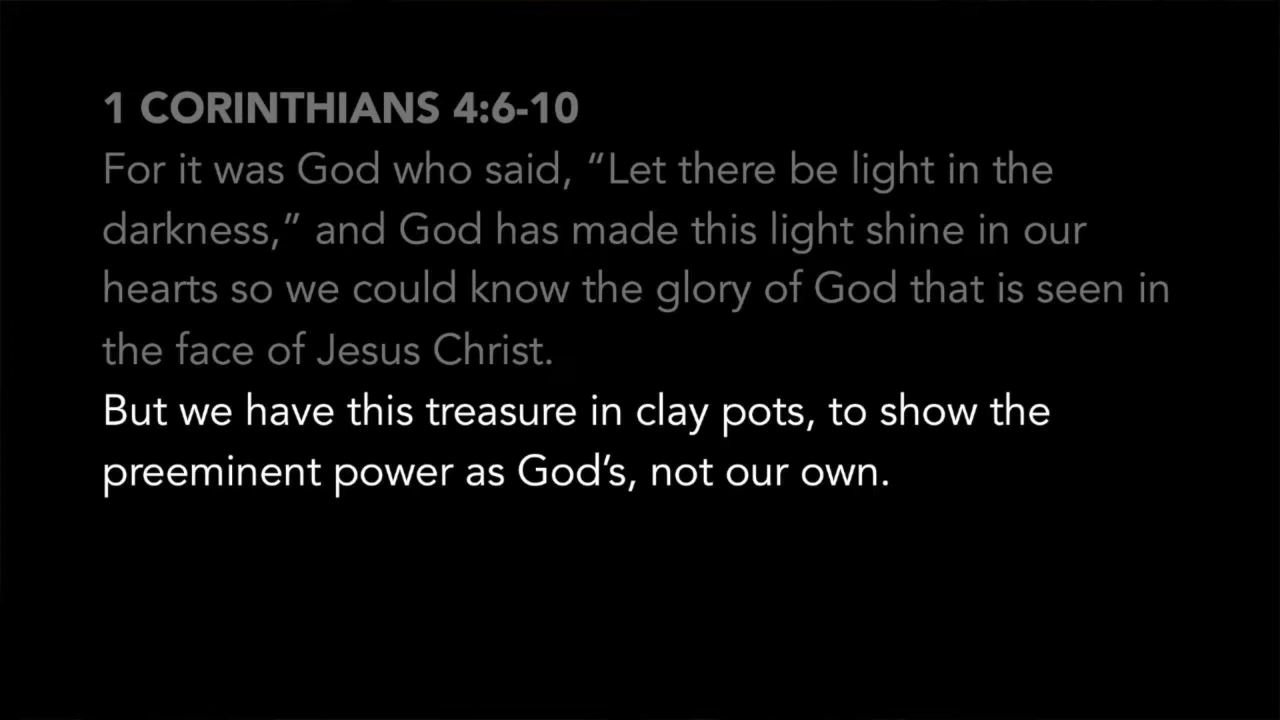 1 CORINTHIANS 4:6-10
For it was God who said, “Let there be light in the
darkness,” and God has made this light shine in our
hearts so we could know the glory of God that is seen in
the face of Jesus Christ.
But we have this treasure in clay pots, to show the
preeminent power as God’s, not our own.